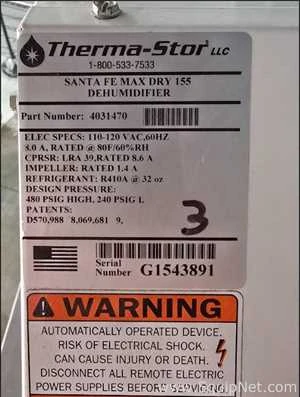 Therma-Stor LLC
1-800-533-7533
SANTA FE MAX DRY 155
DEHUMIDIFIER
Part Number: 4031470
ELEC SPECS: 110-120 VAC,60HZ
8.0 A, RATED @ 80F/60%RH
CPRSR: LRA 39,RATED 8.6 A
IMPELLER: RATED 1.4 A
REFRIGERANT: R410A @ 32 oz
DESIGN PRESSURE:
480 PSIG HIGH, 240 PSIG L
PATENTS:
D570,988 8,069,681 9,
3
Serial
Number G1543891
WARNING
AUTOMATICALLY OPERATED DEVICE.
RISK OF ELECTRICAL SHOCK.
CAN CAUSE INJURY OR DEATH.
DISCONNECT ALL REMOTE ELECTRIC
POWER SUPPLIES BEFORE SERVICING
www.EquipNet.com